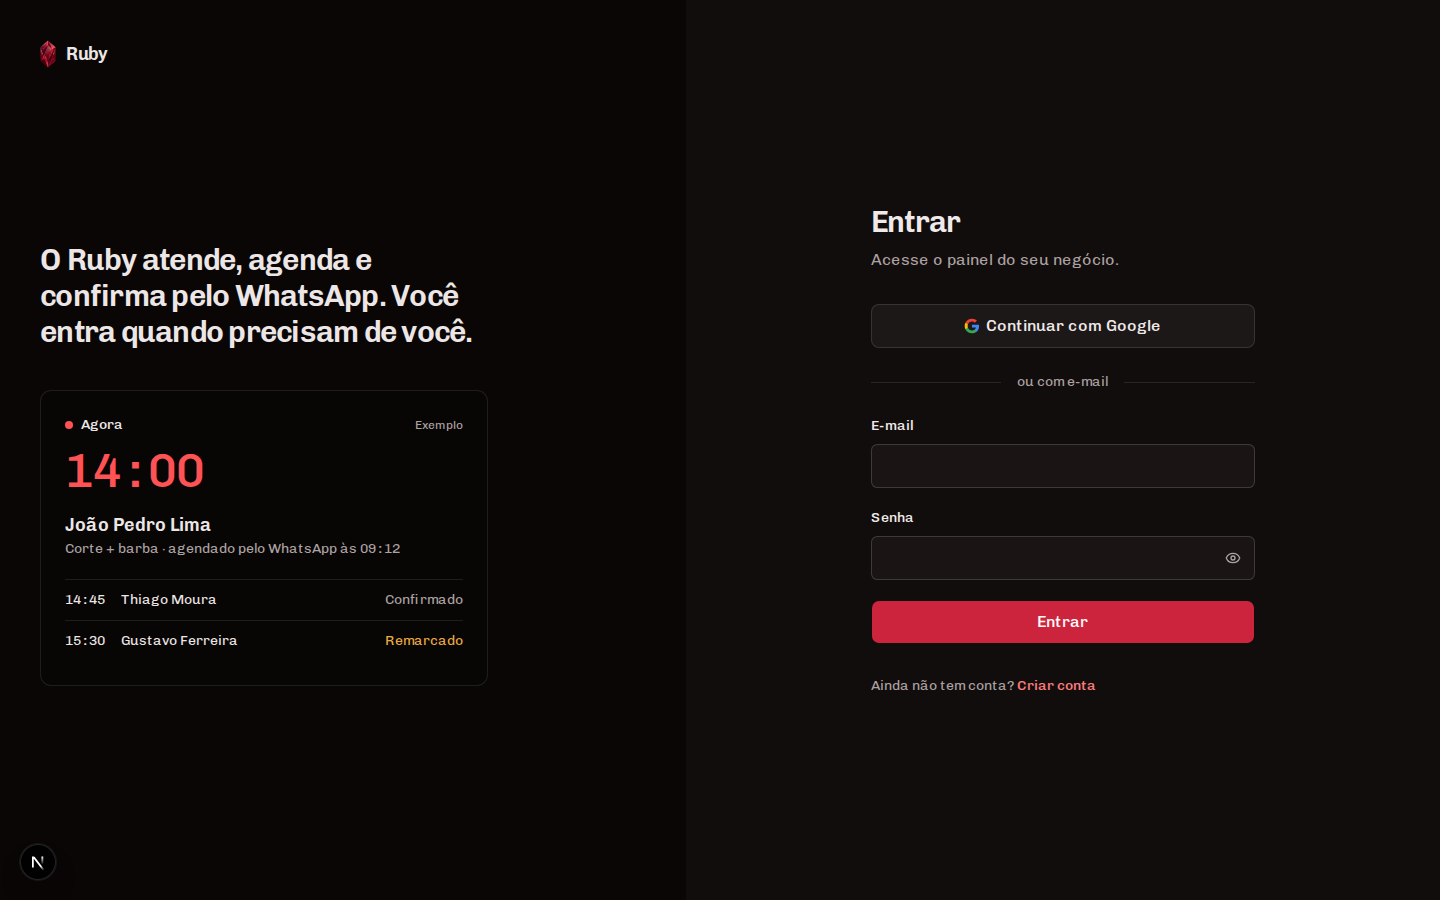 Ruby
O Ruby atende, agenda e
confirma pelo WhatsApp. Você
entra quando precisam de você.
Agora
Exemplo
14:00
João Pedro Lima
Corte + barba · agendado pelo WhatsApp às 09:12
14:45 Thiago Moura Confirmado
15:30 Gustavo Ferreira Remarcado
Entrar
Acesse o painel do seu negócio.
Continuar com Google
ou com e-mail
E-mail
Senha
Entrar
Ainda não tem conta? Criar conta